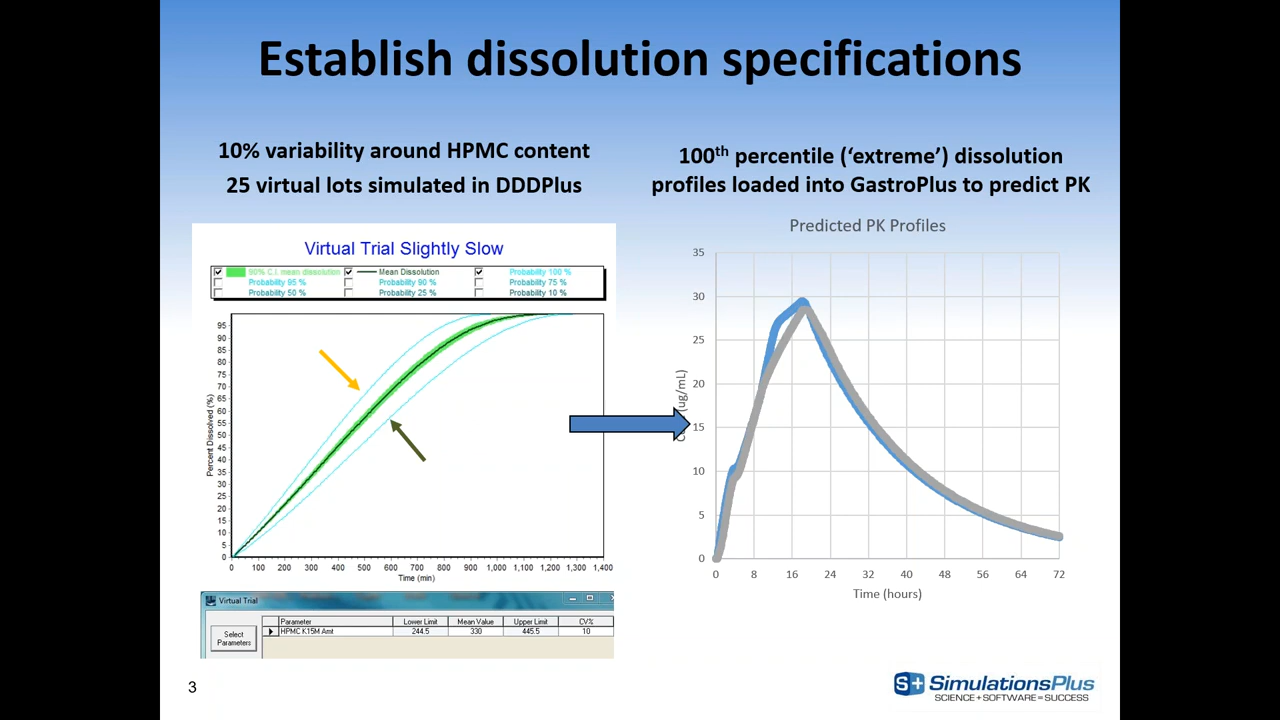 Establish dissolution specifications
10% variability around HPMC content
25 virtual lots simulated in DDDPlus
100th percentile (‘extreme’) dissolution
profiles loaded into GastroPlus to predict PK
Virtual Trial Slightly Slow
90% C.I. mean dissolution Mean Dissolution Probability 100 %
Probability 95 % Probability 90 % Probability 75 %
Probability 50 % Probability 25 % Probability 10 %
Percent Dissolved (%)
95
90
85
80
75
70
65
60
55
50
45
40
35
30
25
20
15
10
5
0
0 100 200 300 400 500 600 700 800 900 1,000 1,100 1,200 1,300 1,400
Time (min)
Virtual Trial
Select
Parameters
Parameter Lower Limit Mean Value Upper Limit CV%
HPMC K15M Amt 244.5 330 445.5 10
Predicted PK Profiles
(ug/mL)
35
30
25
20
15
10
5
0
0 8 16 24 32 40 48 56 64 72
Time (hours)
3
S+ SimulationsPlus
SCIENCE + SOFTWARE = SUCCESS